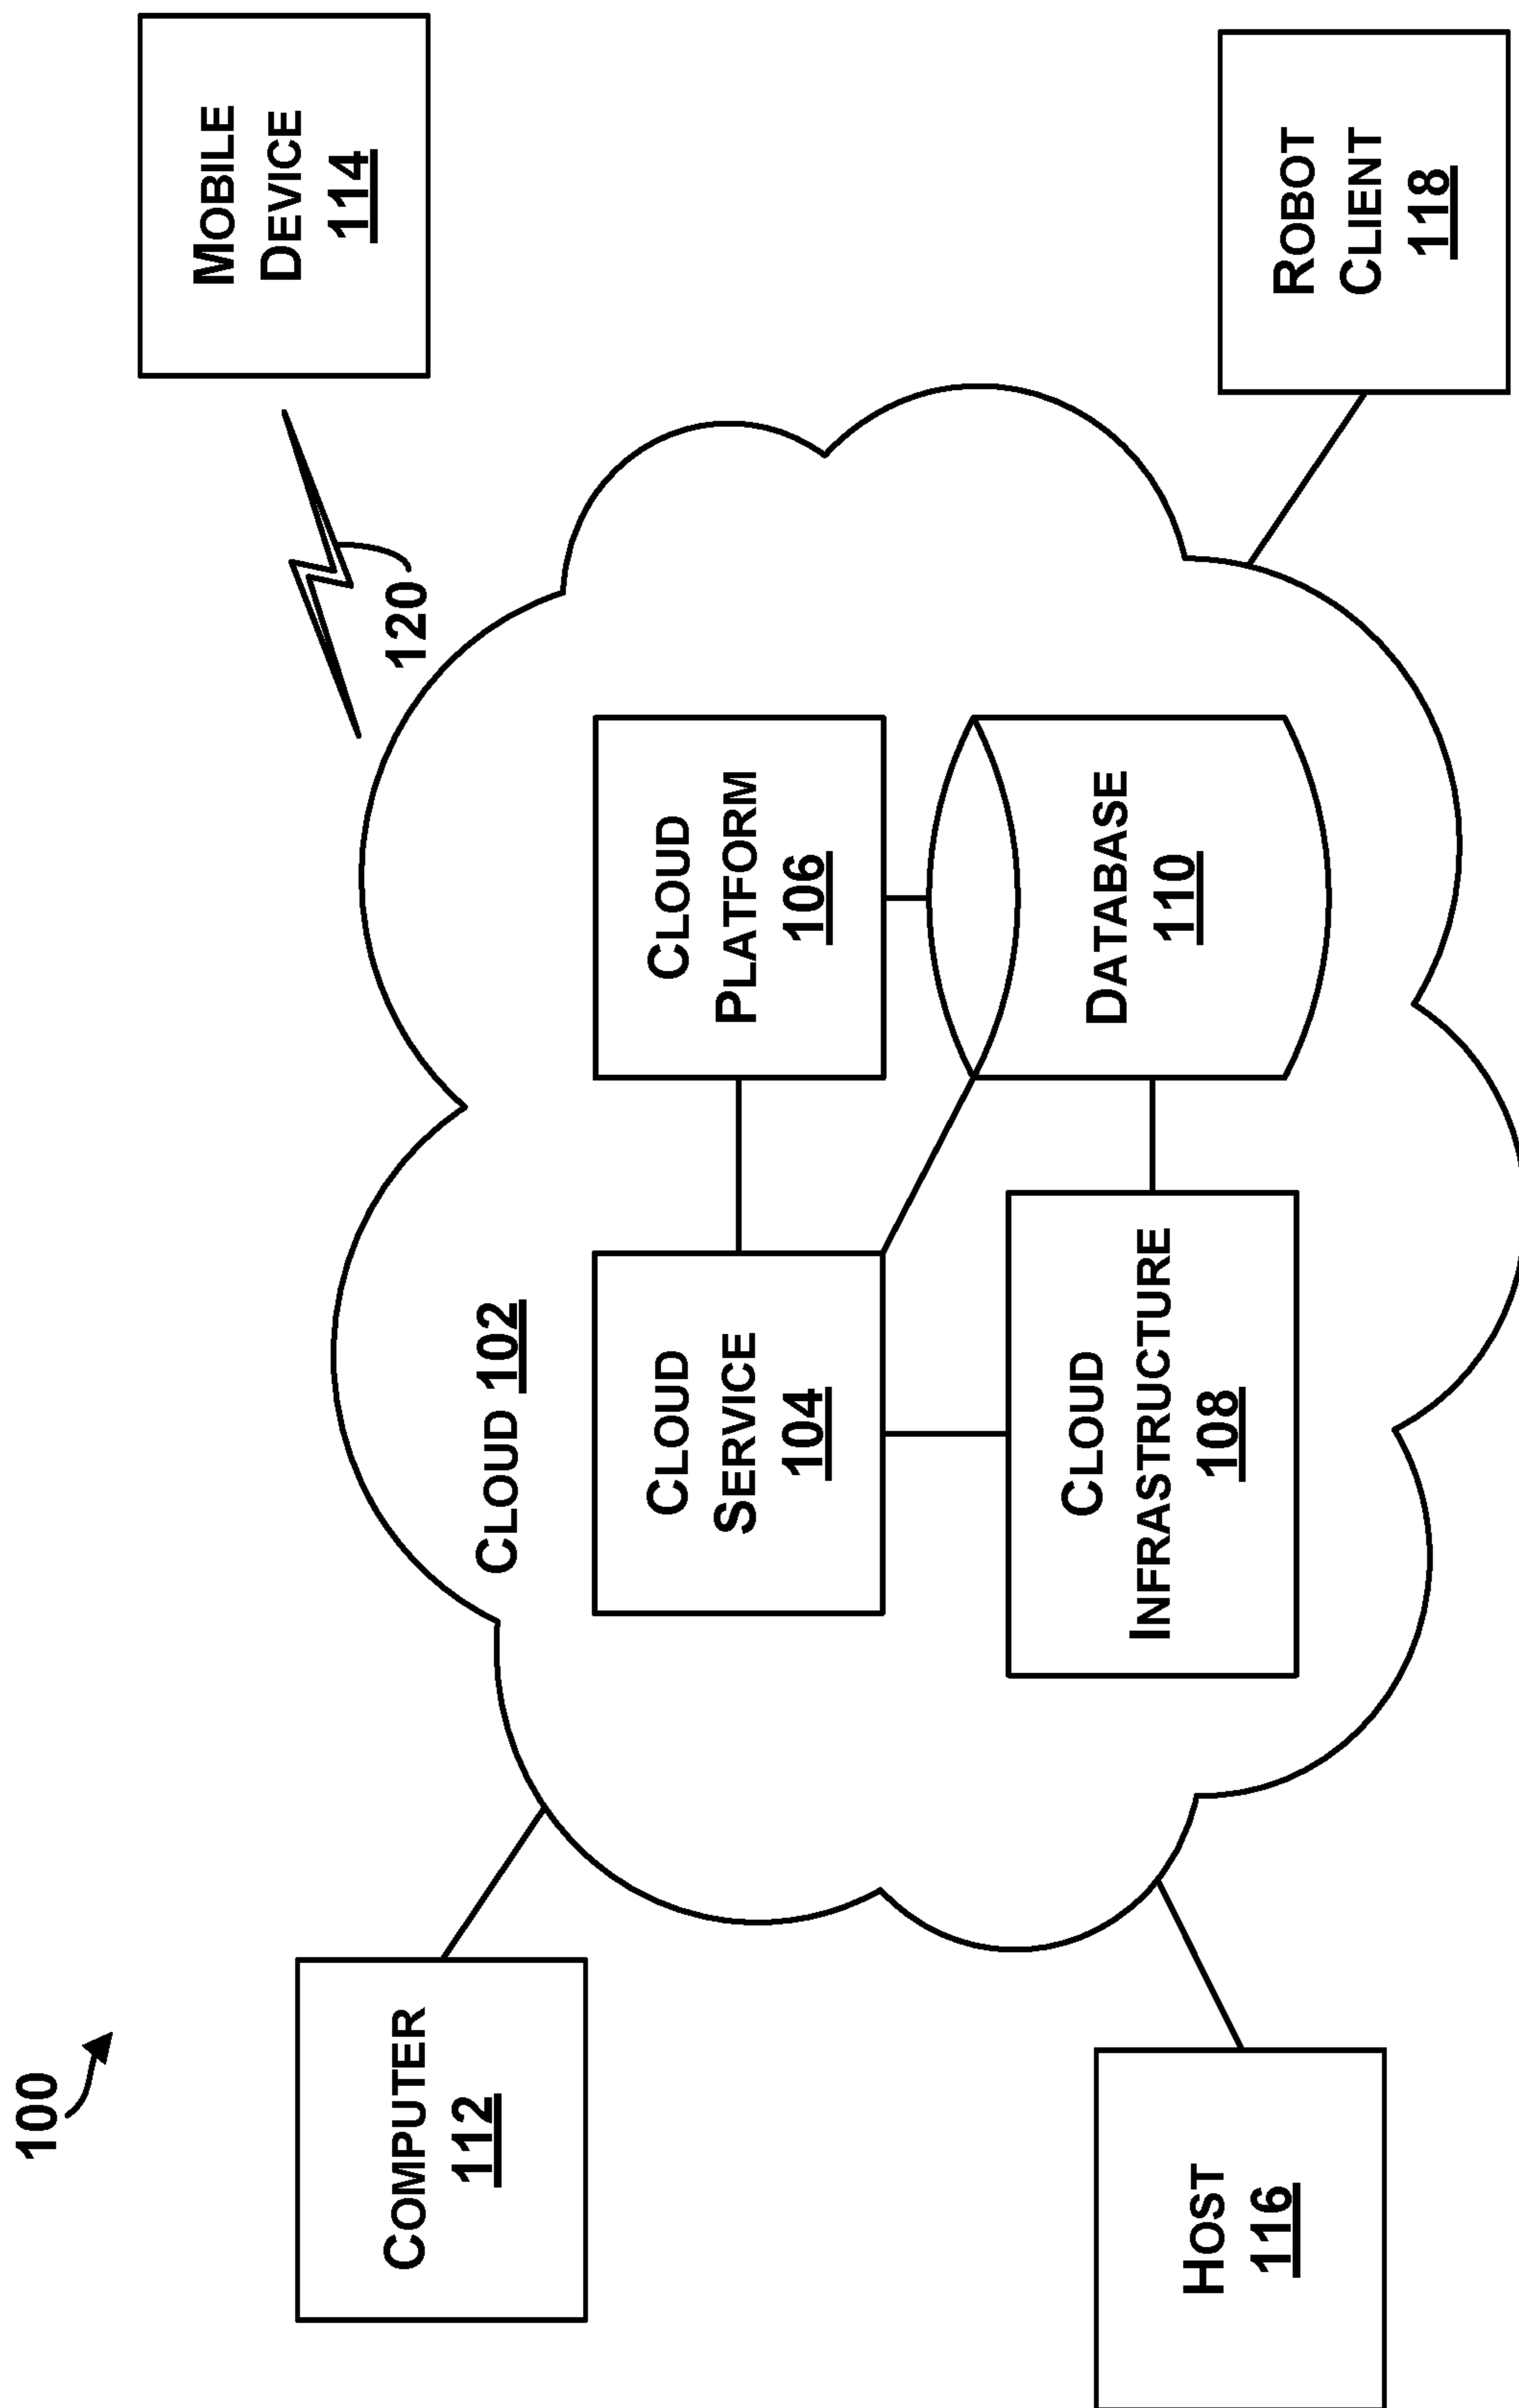 100
COMPUTER
112
MOBILE
DEVICE
114
120
CLOUD 102
CLOUD
SERVICE
104
CLOUD
PLATFORM
106
CLOUD
INFRASTRUCTURE
108
DATABASE
110
HOST
116
ROBOT
CLIENT
118